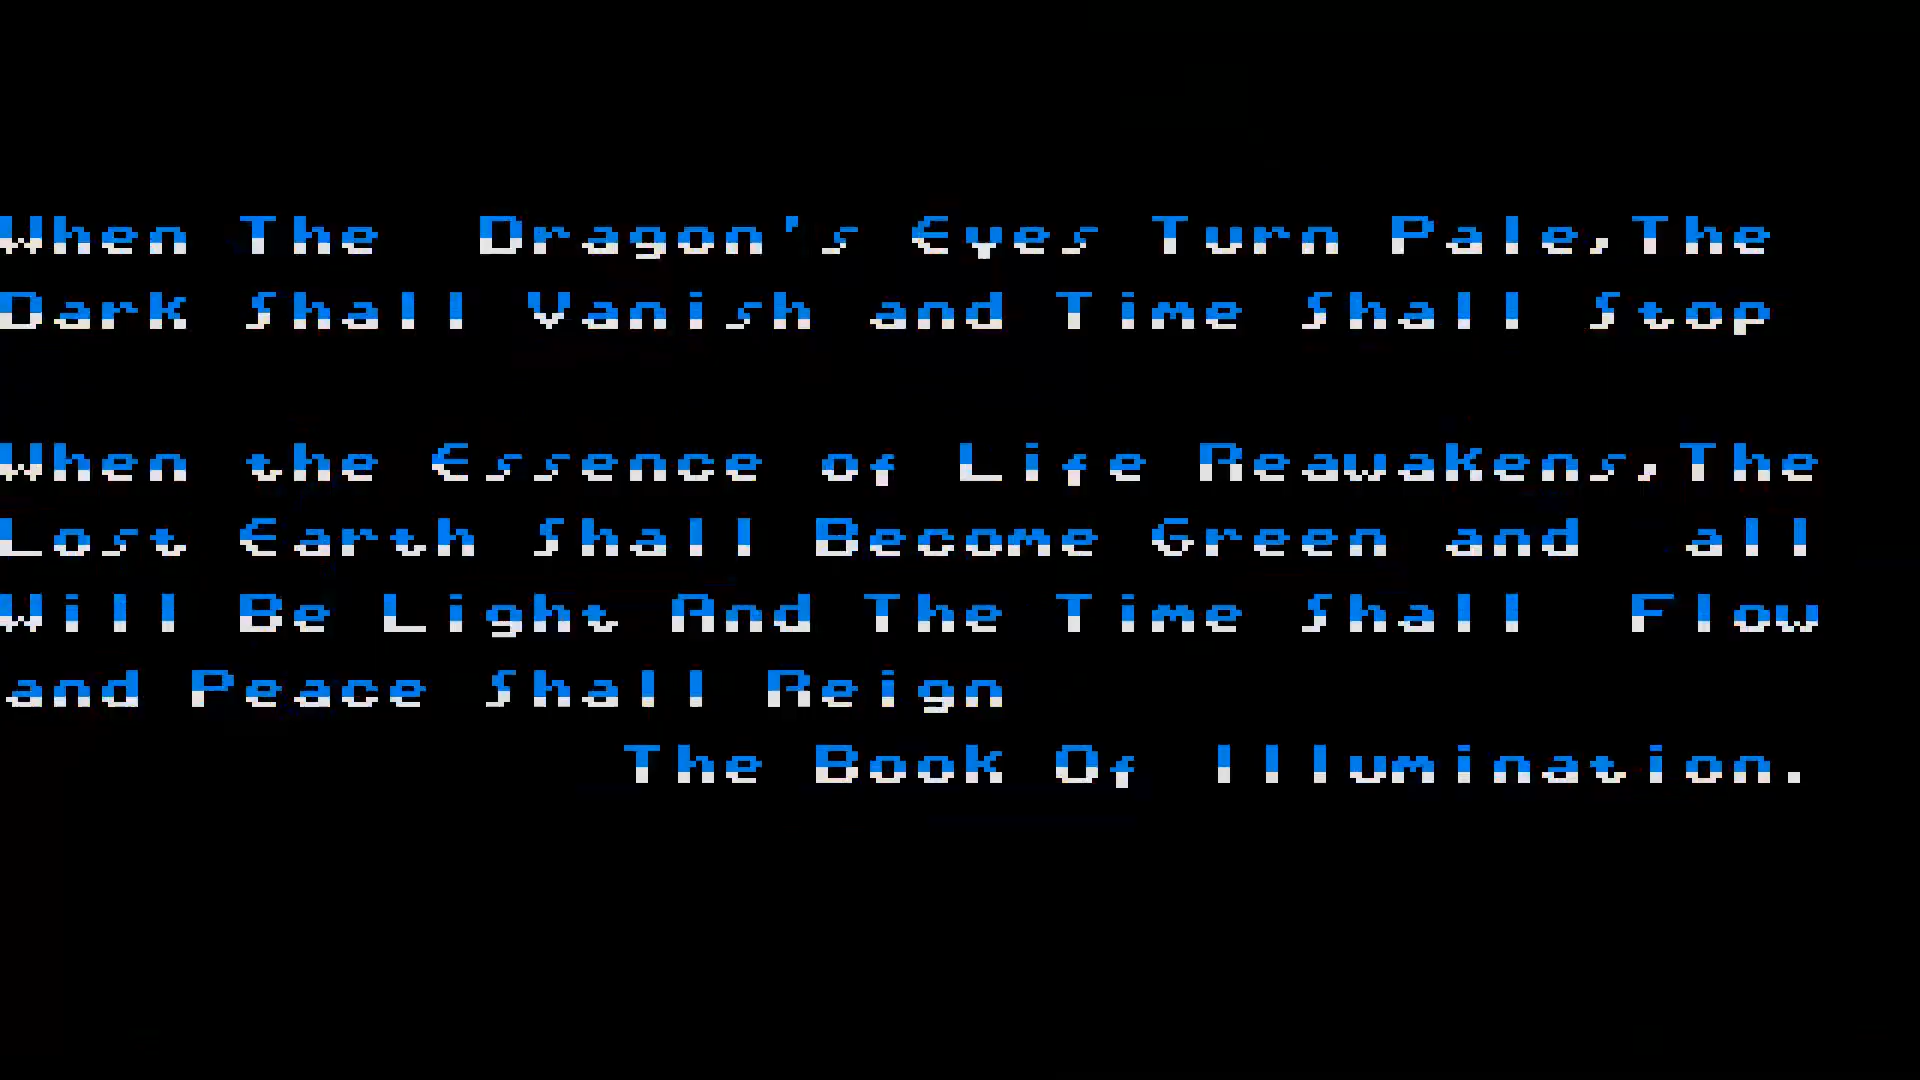 When The Dragon's Eyes Turn Pale,The
Dark Shall Vanish and Time Shall Stop
When the Essence of Life Reawakens,The
Lost Earth Shall Become Green and all
Will Be Light And The Time Shall Flow
and Peace Shall Reign
The Book Of Illumination.